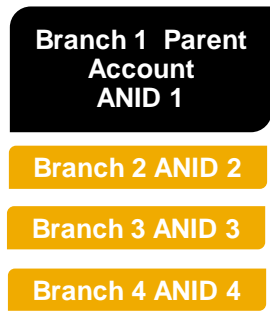 Branch 1  Parent
Account
ANID 1
Branch 2 ANID 2
Branch 3 ANID 3
Branch 4 ANID 4